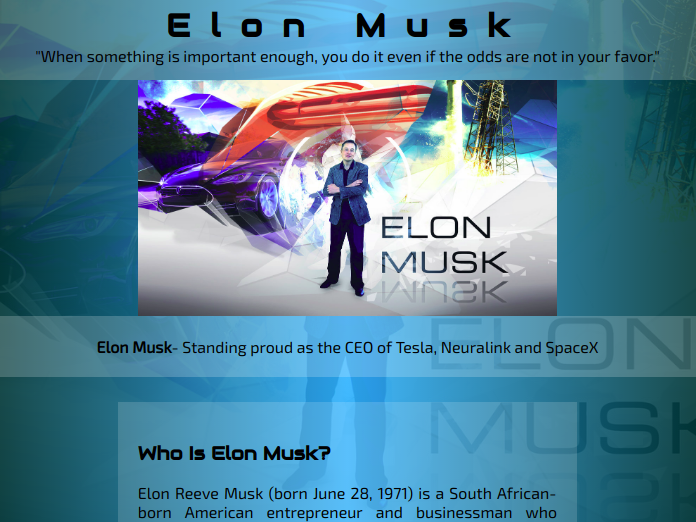 Elon Musk
"When something is important enough, you do it even if the odds are not in your favor."
ELON
MUSK
Elon Musk- Standing proud as the CEO of Tesla, Neuralink and SpaceX
ELON
MUSK
Who Is Elon Musk?
Elon Reeve Musk (born June 28, 1971) is a South African-
born American entrepreneur and businessman who